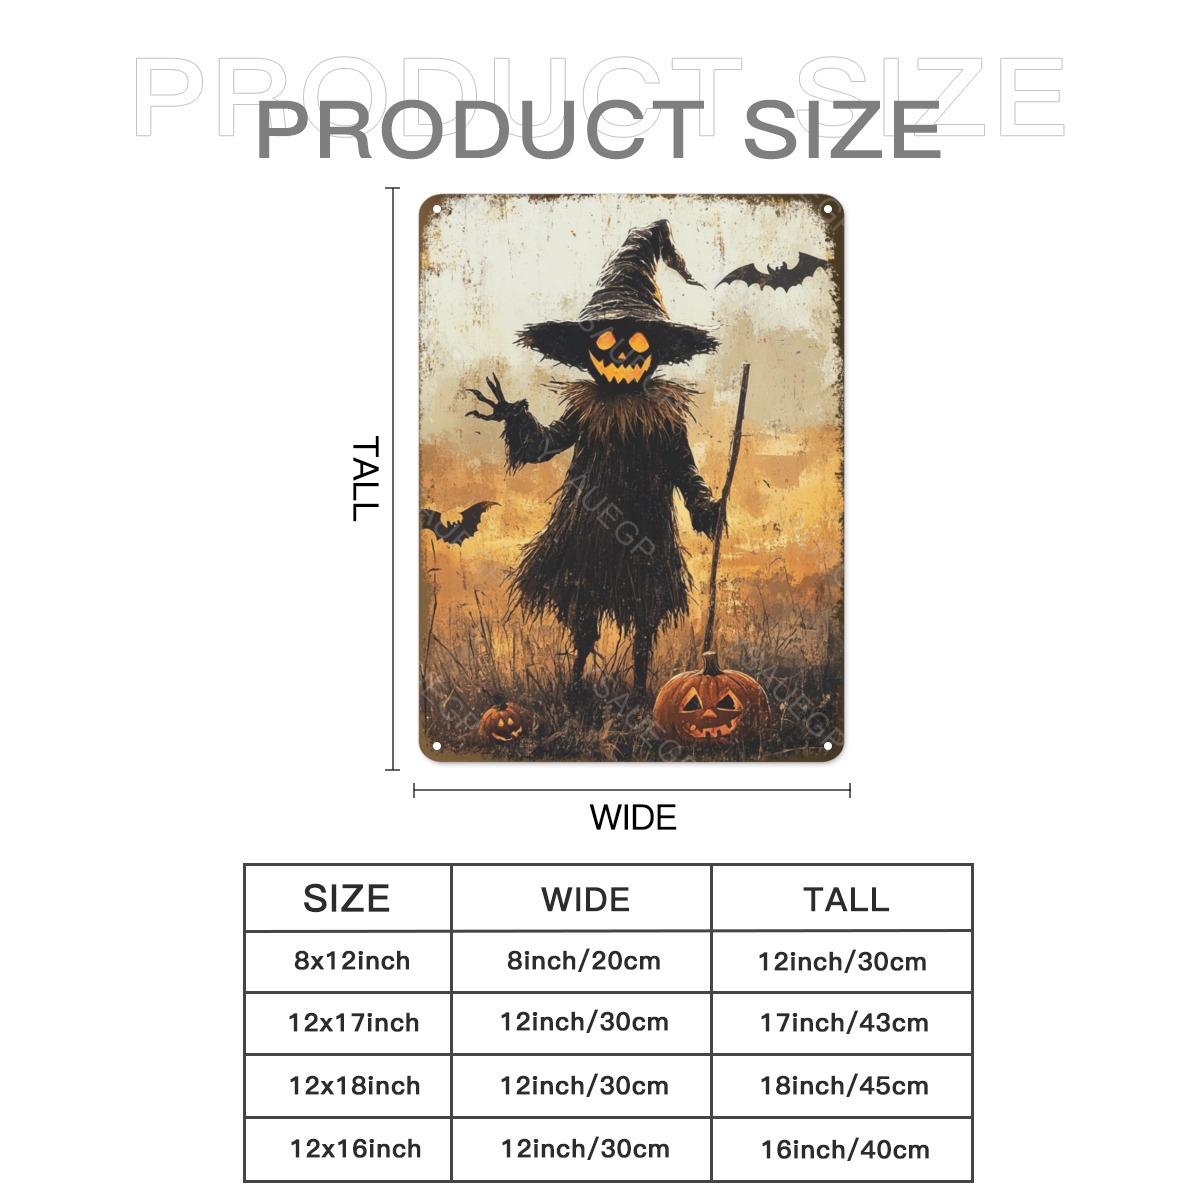 PRODUCT SIZE
PRODUCT SIZE
TALL
WIDE
SIZE WIDE TALL
8x12inch 8inch/20cm 12inch/30cm
12x17inch 12inch/30cm 17inch/43cm
12x18inch 12inch/30cm 18inch/45cm
12x16inch 12inch/30cm 16inch/40cm